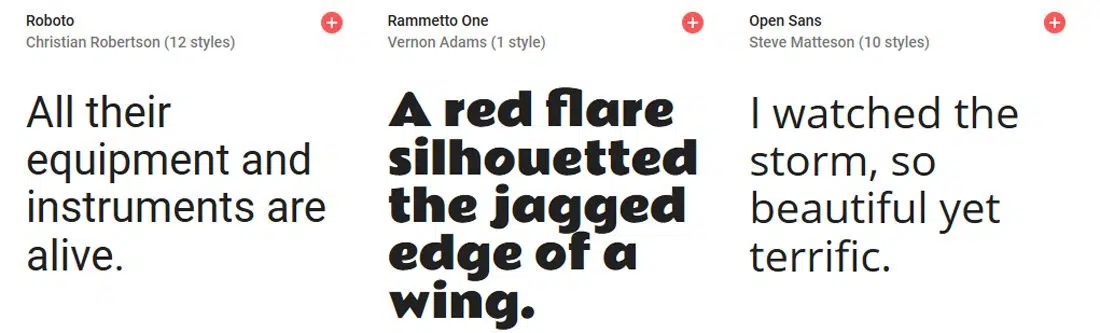 Roboto
Christian Robertson (12 styles)
All their
equipment and
instruments are
alive.
Rammetto One
Vernon Adams (1 style)
A red flare
silhouetted
the jagged
edge of a
wing.
Open Sans
Steve Matteson (10 styles)
I watched the
storm, so
beautiful yet
terrific.